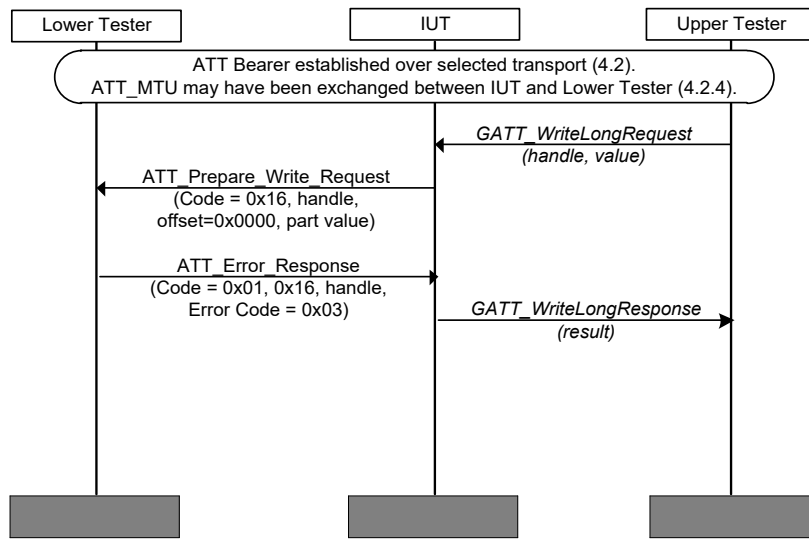 Lower Tester
IUT
Upper Tester
ATT Bearer established over selected transport (4.2).
ATT_MTU may have been exchanged between IUT and Lower Tester (4.2.4).
GATT_WriteLongRequest
(handle, value)
ATT_Prepare_Write_Request
(Code = 0x16, handle,
offset=0x0000, part value)
ATT_Error_Response
(Code = 0x01, 0x16, handle,
Error Code = 0x03)
GATT_WriteLongResponse
(result)